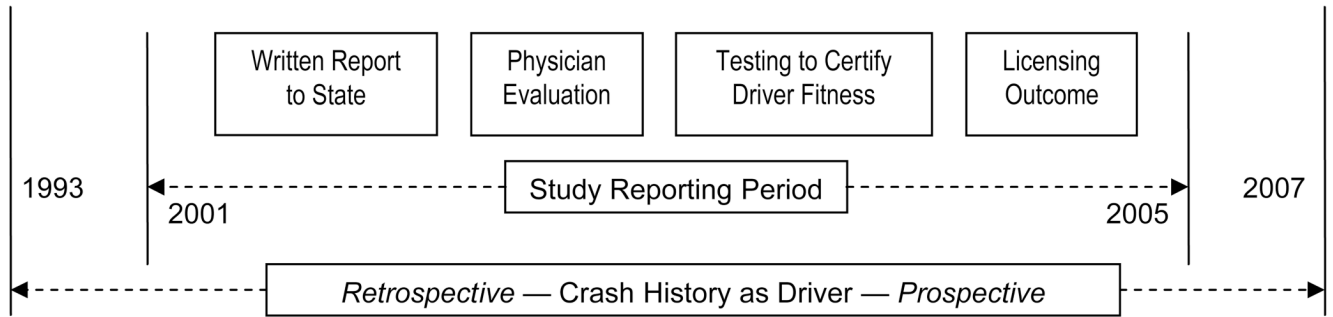 Written Report
to State
Physician
Evaluation
Testing to Certify
Driver Fitness
Licensing
Outcome
1993
Study Reporting Period
2007
2001
2005
Retrospective — Crash History as Driver — Prospective